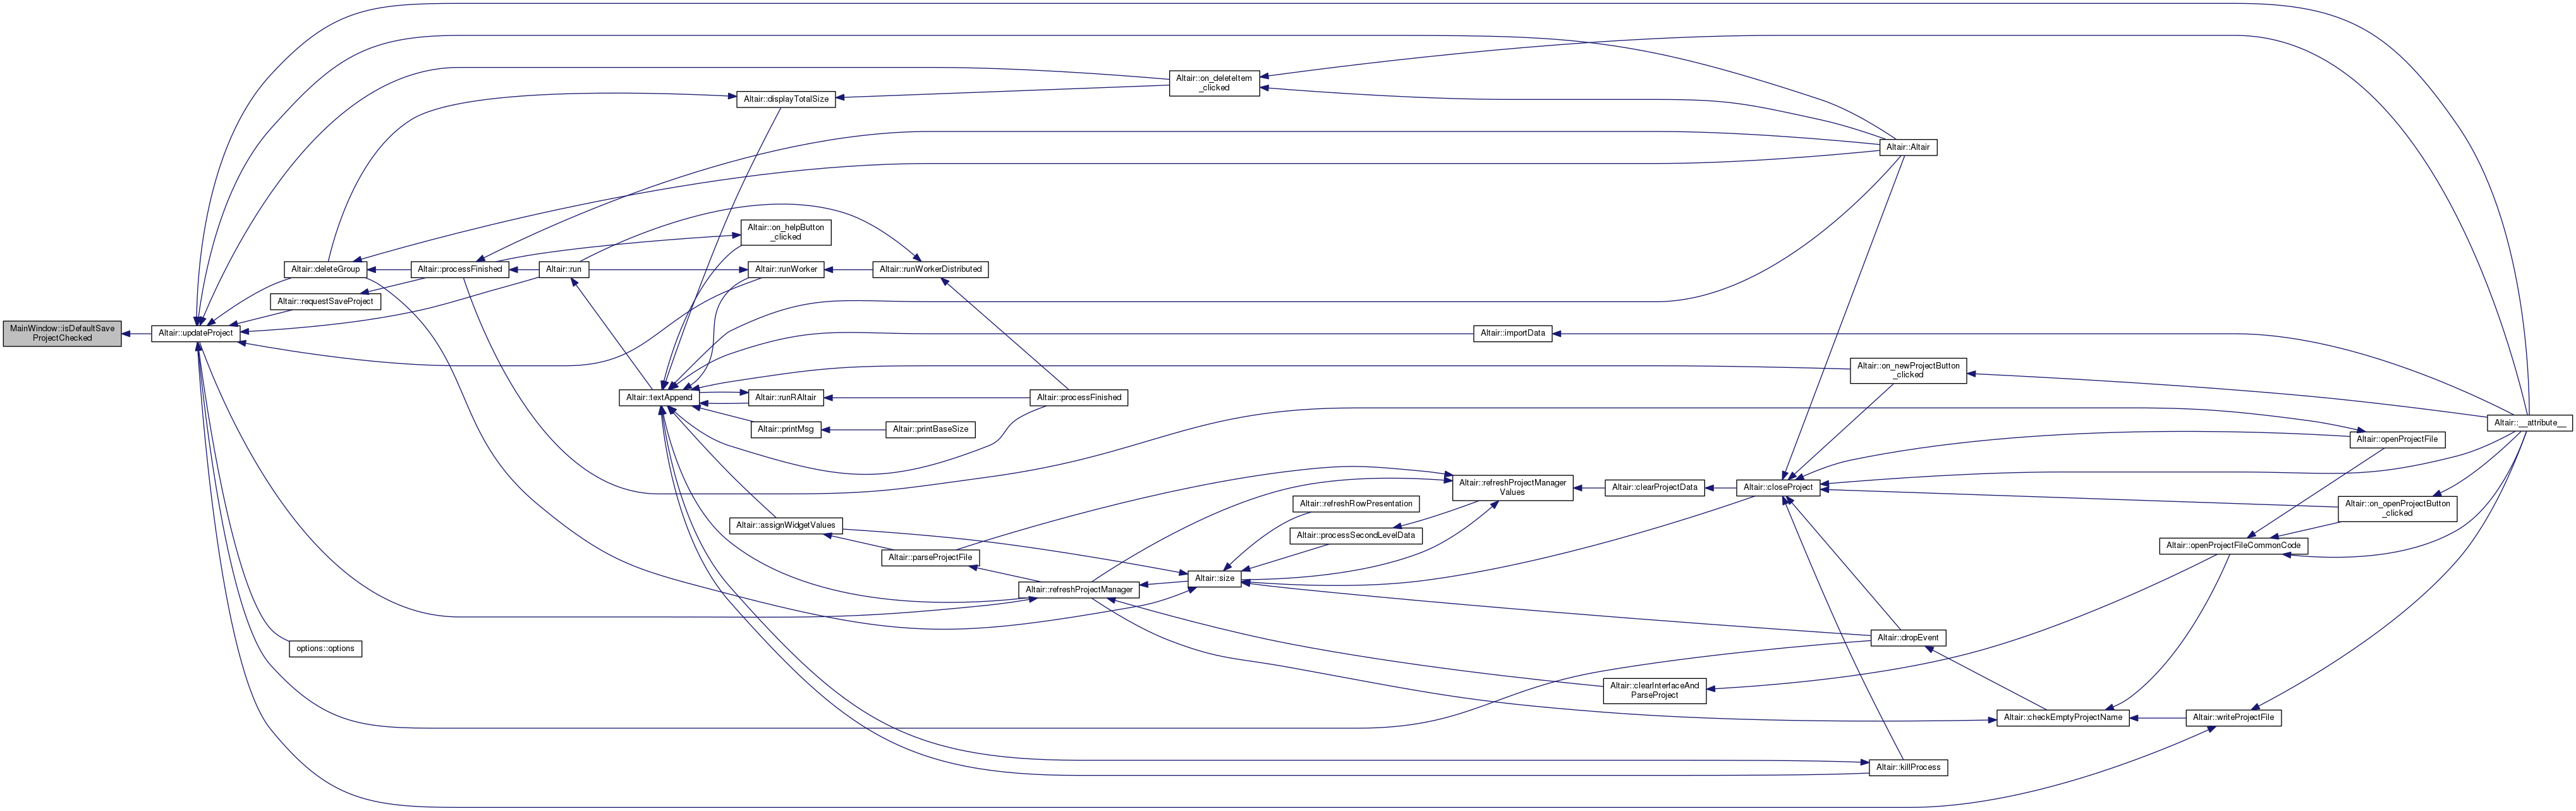 MainWindow::isDefaultSave
ProjectChecked
Altair::updateProject
Altair::deleteGroup
Altair::requestSaveProject
options::options
Altair::processFinished
Altair::run
Altair::textAppend
Altair::displayTotalSize
Altair::on_helpButton
_clicked
Altair::runWorker
Altair::runRAltair
Altair::printMsg
Altair::assignWidgetValues
Altair::runWorkerDistributed
Altair::printBaseSize
Altair::parseProjectFile
Altair::processFinished
Altair::refreshProjectManager
Altair::on_deleteItem
_clicked
Altair::size
Altair::refreshRowPresentation
Altair::processSecondLevelData
Altair::importData
Altair::refreshProjectManager
Values
Altair::clearProjectData
Altair::clearInterfaceAnd
ParseProject
Altair::closeProject
Altair::Altair
Altair::on_newProjectButton
_clicked
Altair::dropEvent
Altair::killProcess
Altair::checkEmptyProjectName
Altair::openProjectFileCommonCode
Altair::writeProjectFile
Altair::openProjectFile
Altair::on_openProjectButton
_clicked
Altair::__attribute__